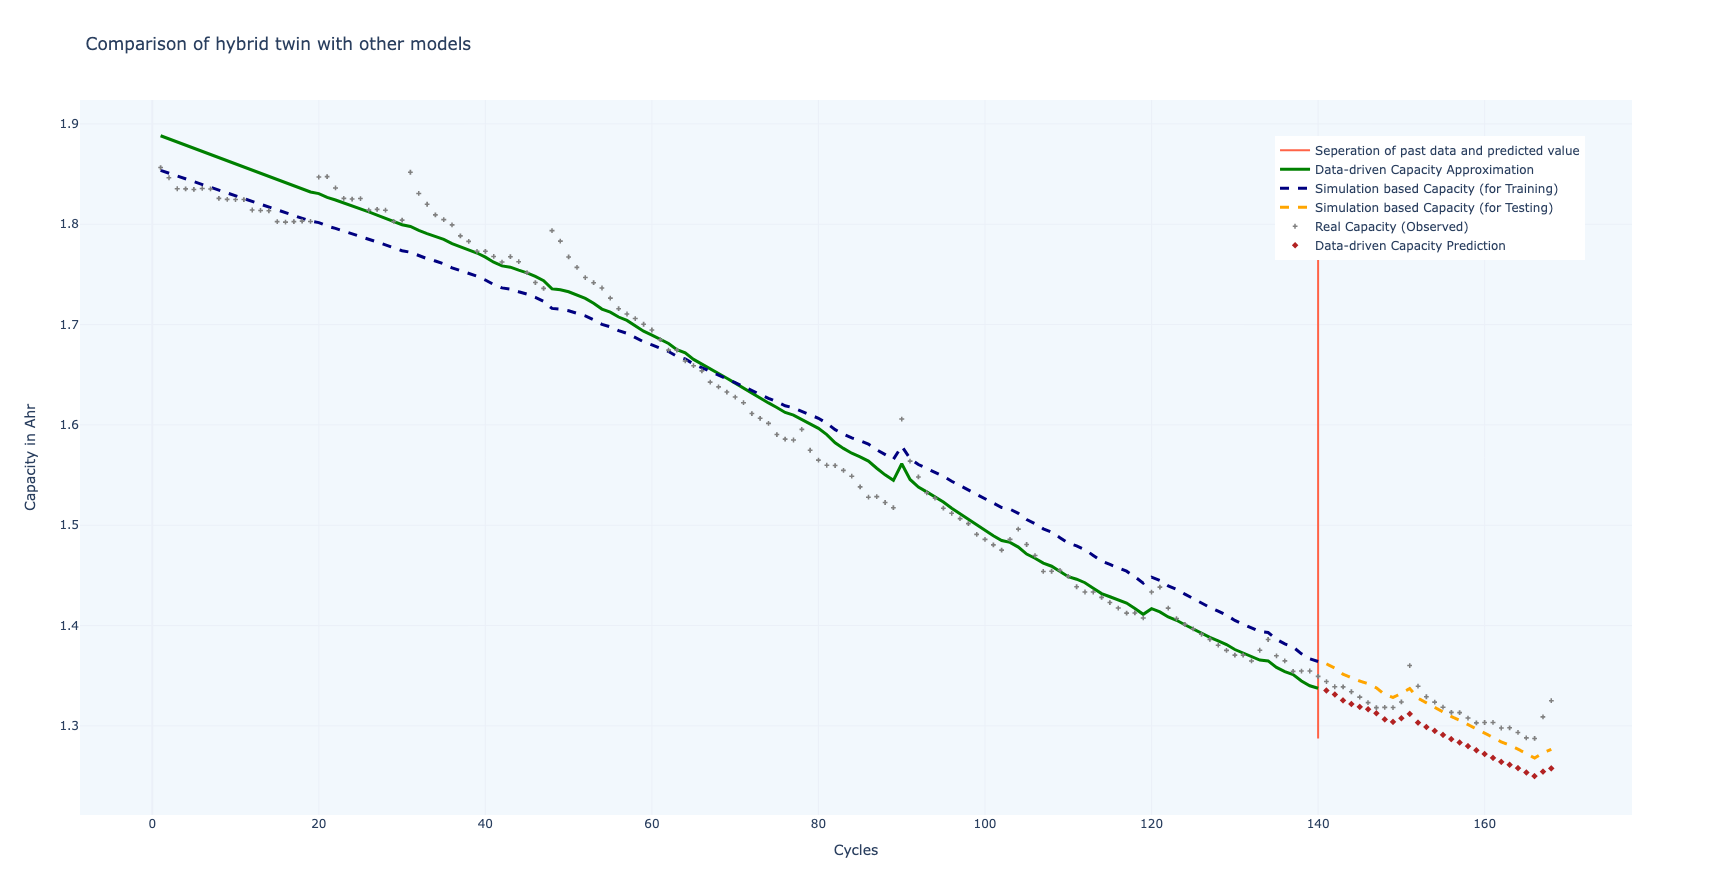 Comparison of hybrid twin with other models
1.9
1.8
1.7
1.6
1.5
1.4
1.3
Capacity in Ahr
Seperation of past data and predicted value
Data-driven Capacity Approximation
Simulation based Capacity (for Training)
Simulation based Capacity (for Testing)
Real Capacity (Observed)
Data-driven Capacity Prediction
0 20 40 60 80 100 120 140 160
Cycles